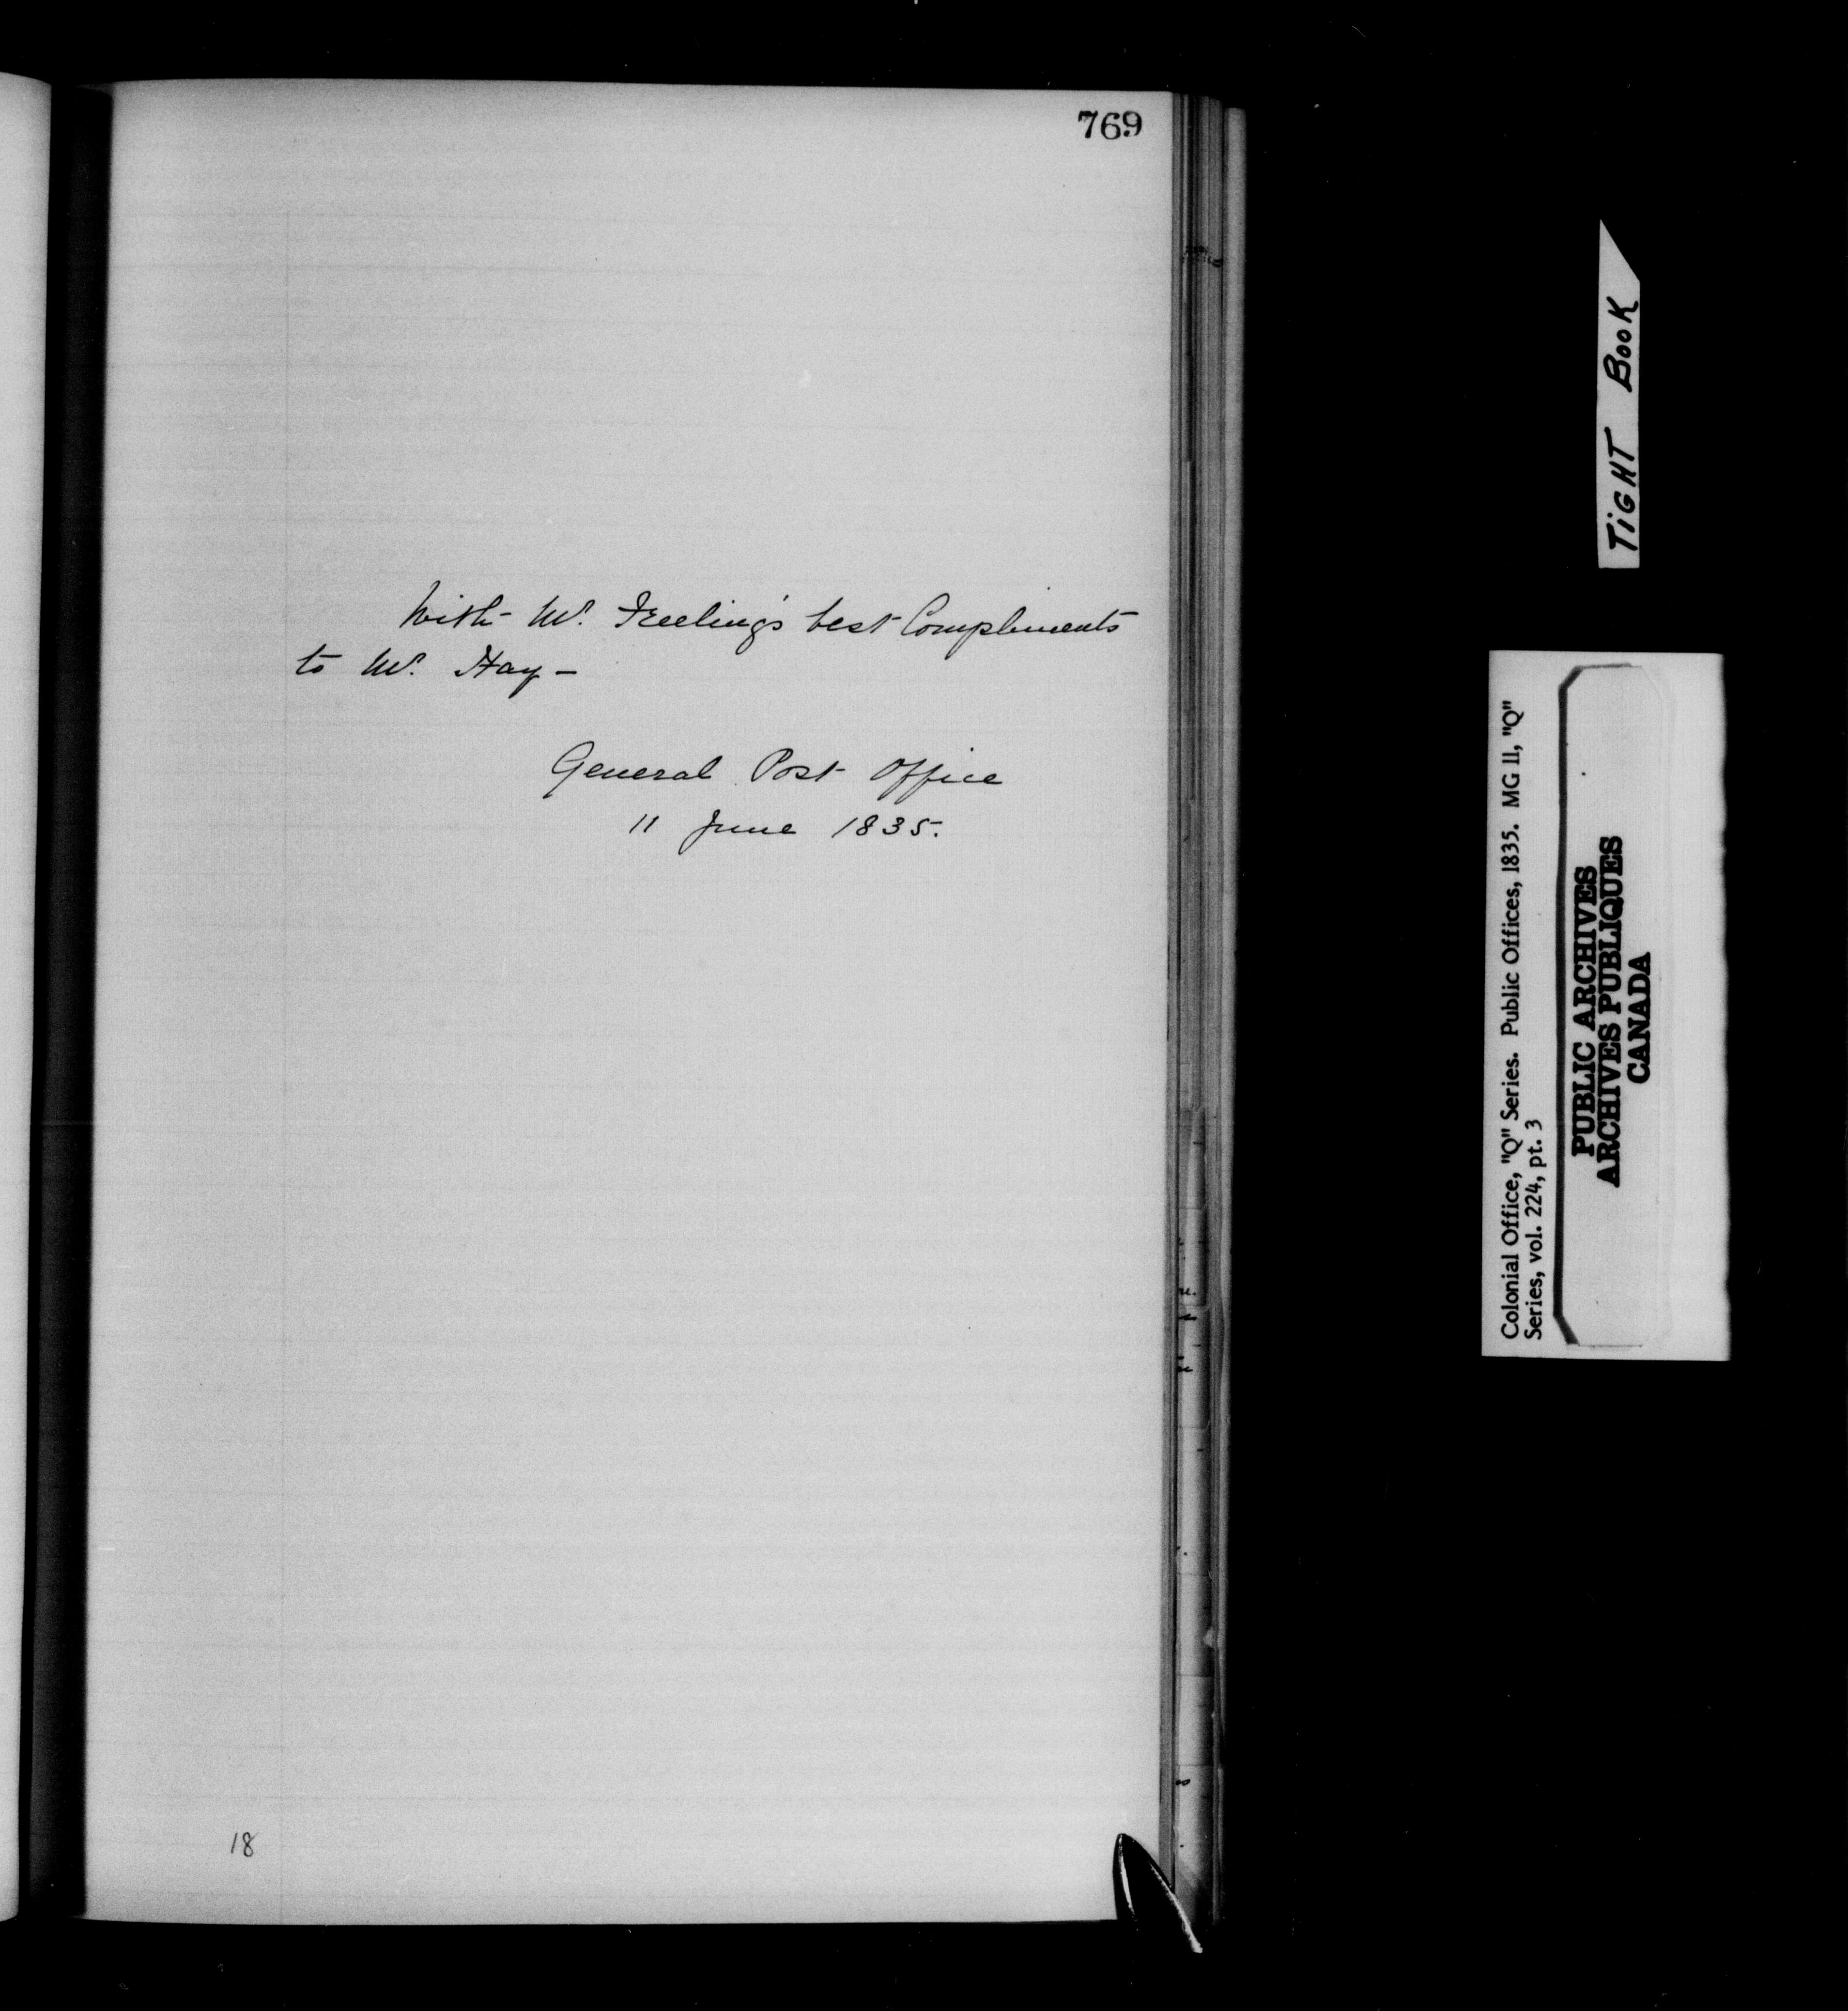 769
With Mr. Freeling's best Compliments
to Mr. Hay —
General Post Office
11 June 1835.
18
TiGHT BooK
Colonial Office, "Q" Series. Public Offices, 1835. MG 11, "Q"
Series, vol. 224, pt. 3
PUBLIC ARCHIVES
ARCHIVES PUBLIQUES
CANADA